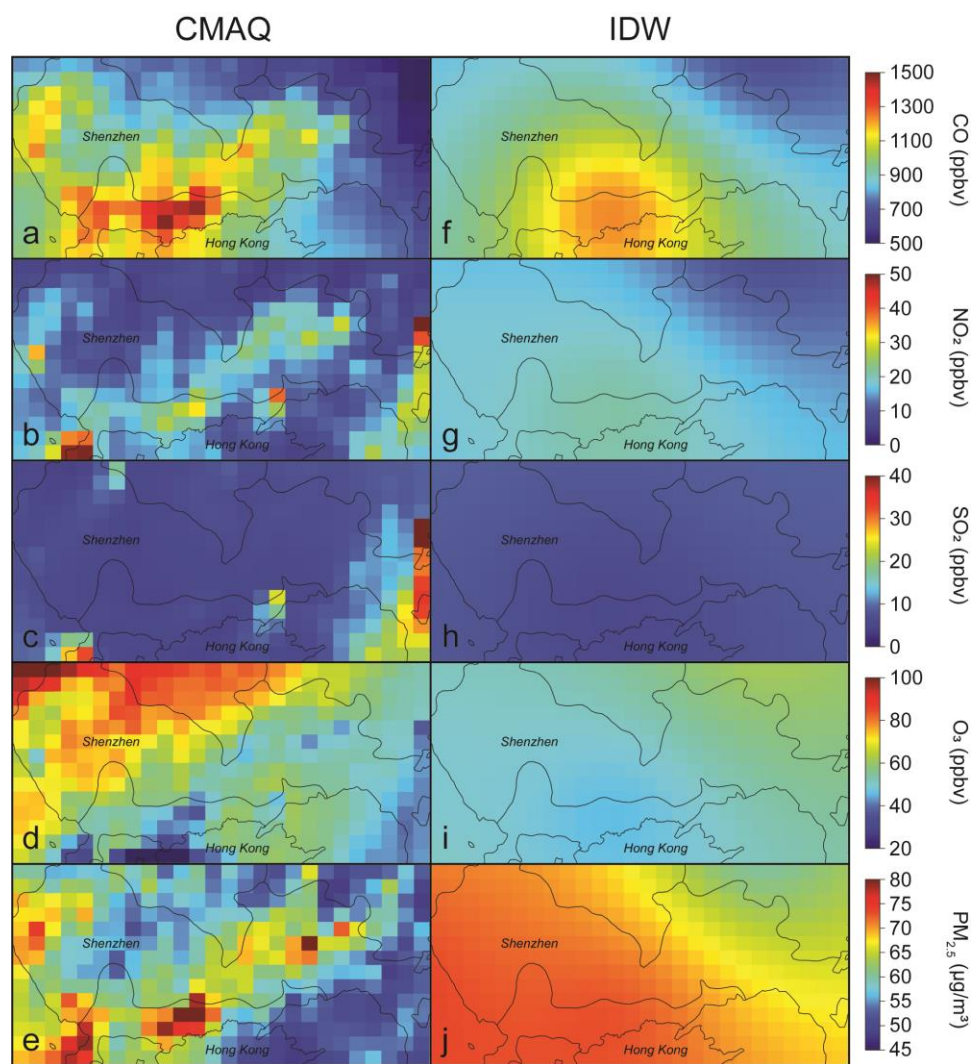 CMAQ IDW
Shenzhen
Hong Kong
a
Shenzhen
Hong Kong
f
1500
1300
1100
900
700
500
CO (ppbv)
Shenzhen
Hong Kong
b
Shenzhen
Hong Kong
g
50
40
30
20
10
0
NO₂ (ppbv)
Shenzhen
Hong Kong
c
Shenzhen
Hong Kong
h
40
30
20
10
0
SO₂ (ppbv)
Shenzhen
Hong Kong
d
Shenzhen
Hong Kong
i
100
80
60
40
20
O₃ (ppbv)
Shenzhen
Hong Kong
e
Shenzhen
Hong Kong
j
80
75
70
65
60
55
50
45
PM₂.₅ (µg/m³)